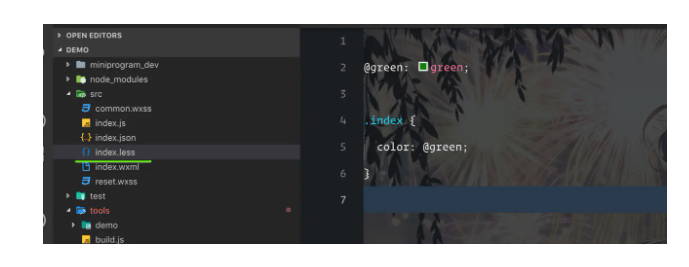 OPEN EDITORS
DEMO
miniprogram_dev
node_modules
src
common.wxss
index.js
{..} index.json
{} index.less
index.wxml
reset.wxss
test
tools
demo
build.js
1
2 @green: green;
3
4 .index {
5 color: @green;
6 }
7